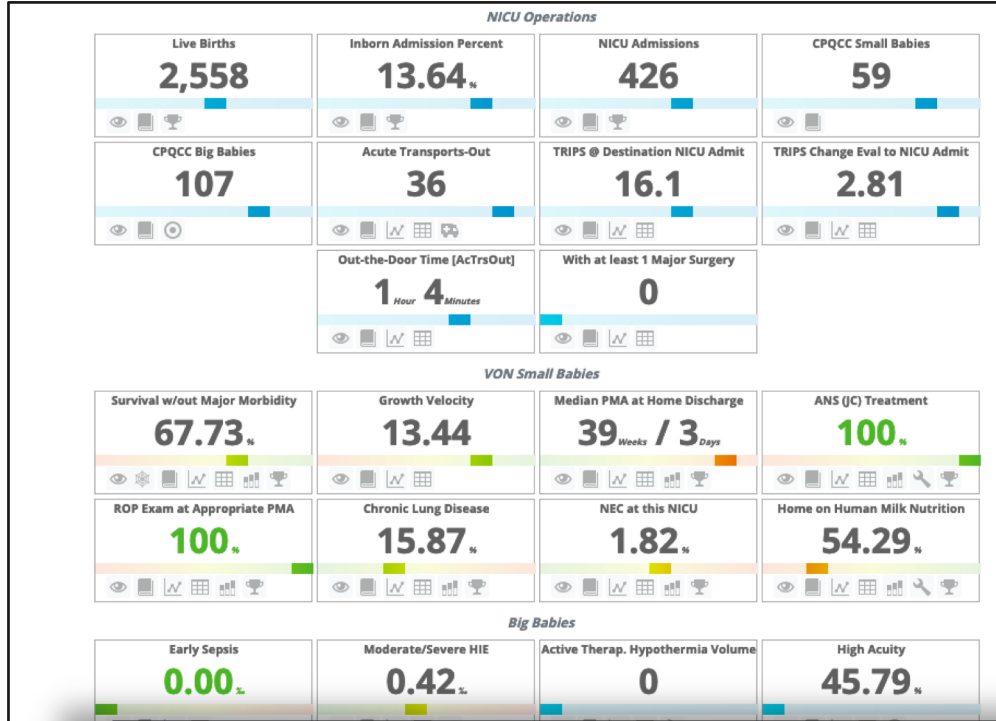 NICU Operations
Live Births
2,558
Inborn Admission Percent
13.64 %
NICU Admissions
426
CPQCC Small Babies
59
CPQCC Big Babies
107
Acute Transports-Out
36
TRIPS @ Destination NICU Admit
16.1
TRIPS Change Eval to NICU Admit
2.81
Out-the-Door Time [AcTrsOut]
1 Hour 4 Minutes
With at least 1 Major Surgery
0
VON Small Babies
Survival w/out Major Morbidity
67.73 %
Growth Velocity
13.44
Median PMA at Home Discharge
39 Weeks / 3 Days
ANS (JC) Treatment
100 %
ROP Exam at Appropriate PMA
100 %
Chronic Lung Disease
15.87 %
NEC at this NICU
1.82 %
Home on Human Milk Nutrition
54.29 %
Big Babies
Early Sepsis
0.00 ‰
Moderate/Severe HIE
0.42 ‰
Active Therap. Hypothermia Volume
0
High Acuity
45.79 %